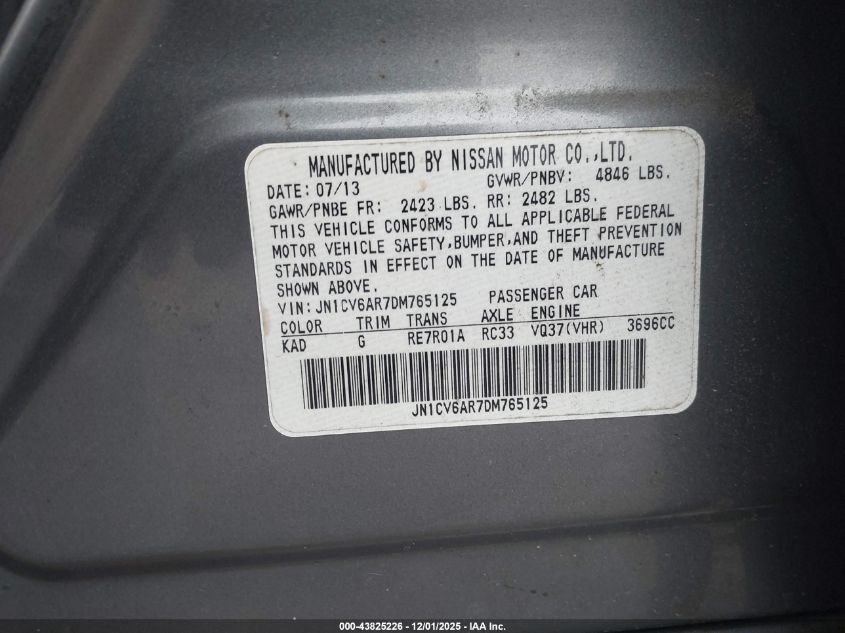 MANUFACTURED BY NISSAN MOTOR CO.,LTD.
DATE: 07/13 GVWR/PNBV: 4846 LBS.
GAWR/PNBE FR: 2423 LBS. RR: 2482 LBS.
THIS VEHICLE CONFORMS TO ALL APPLICABLE FEDERAL
MOTOR VEHICLE SAFETY,BUMPER,AND THEFT PREVENTION
STANDARDS IN EFFECT ON THE DATE OF MANUFACTURE
SHOWN ABOVE.
VIN: JN1CV6AR7DM765125 PASSENGER CAR
COLOR TRIM TRANS AXLE ENGINE
KAD G RE7R01A RC33 VQ37(VHR) 3696CC
JN1CV6AR7DM765125
000-43825226 - 12/01/2025 - IAA Inc.